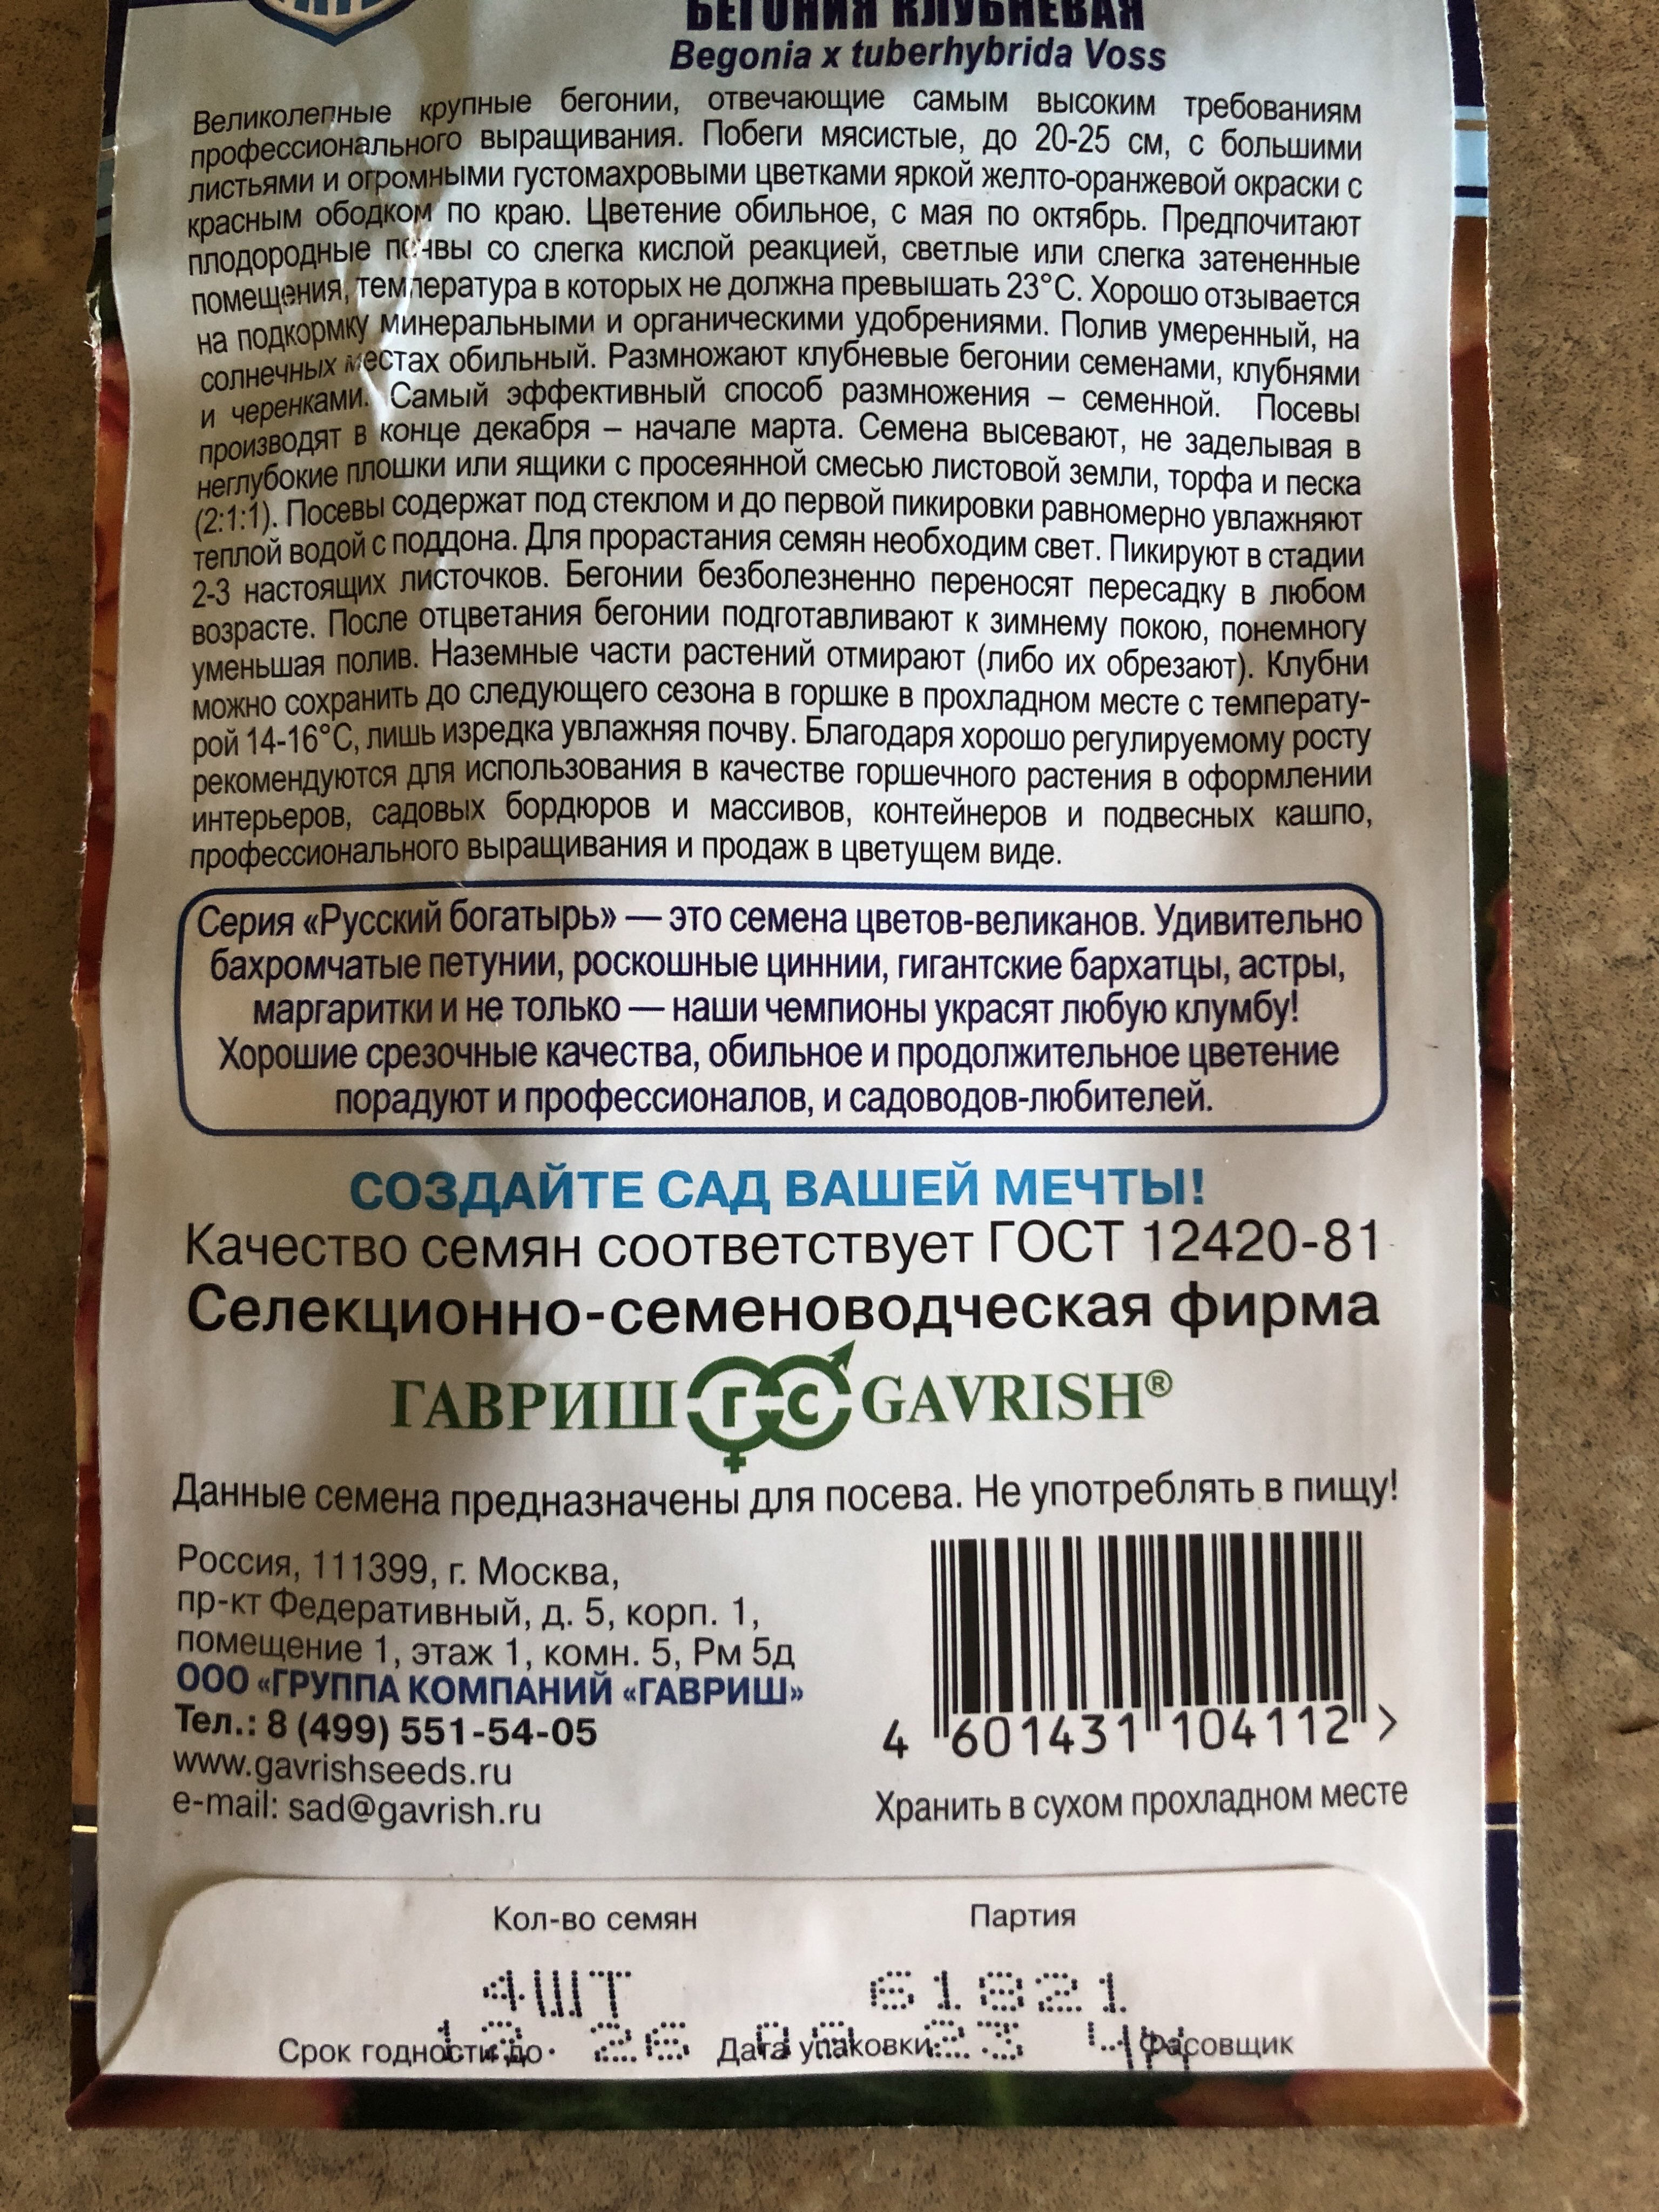 БЕГОНИЯ КЛУБНЕВАЯ
Begonia x tuberhybrida Voss
Великолепные крупные бегонии, отвечающие самым высоким требованиям
профессионального выращивания. Побеги мясистые, до 20-25 см, с большими
листьями и огромными густомахровыми цветками яркой желто-оранжевой окраски с
красным ободком по краю. Цветение обильное, с мая по октябрь. Предпочитают
плодородные почвы со слегка кислой реакцией, светлые или слегка затененные
помещения, температура в которых не должна превышать 23°С. Хорошо отзывается
на подкормку минеральными и органическими удобрениями. Полив умеренный, на
солнечных местах обильный. Размножают клубневые бегонии семенами, клубнями
и черенками. Самый эффективный способ размножения – семенной. Посевы
производят в конце декабря – начале марта. Семена высевают, не заделывая в
неглубокие плошки или ящики с просеянной смесью листовой земли, торфа и песка
(2:1:1). Посевы содержат под стеклом и до первой пикировки равномерно увлажняют
теплой водой с поддона. Для прорастания семян необходим свет. Пикируют в стадии
2-3 настоящих листочков. Бегонии безболезненно переносят пересадку в любом
возрасте. После отцветания бегонии подготавливают к зимнему покою, понемногу
уменьшая полив. Наземные части растений отмирают (либо их обрезают). Клубни
можно сохранить до следующего сезона в горшке в прохладном месте с температу-
рой 14-16°С, лишь изредка увлажняя почву. Благодаря хорошо регулируемому росту
рекомендуются для использования в качестве горшечного растения в оформлении
интерьеров, садовых бордюров и массивов, контейнеров и подвесных кашпо,
профессионального выращивания и продаж в цветущем виде.
Серия «Русский богатырь» — это семена цветов-великанов. Удивительно
бахромчатые петунии, роскошные циннии, гигантские бархатцы, астры,
маргаритки и не только — наши чемпионы украсят любую клумбу!
Хорошие срезочные качества, обильное и продолжительное цветение
порадуют и профессионалов, и садоводов-любителей.
СОЗДАЙТЕ САД ВАШЕЙ МЕЧТЫ!
Качество семян соответствует ГОСТ 12420-81
Селекционно-семеноводческая фирма
ГАВРИШ ГС GAVRISH®
Данные семена предназначены для посева. Не употреблять в пищу!
Россия, 111399, г. Москва,
пр-кт Федеративный, д. 5, корп. 1,
помещение 1, этаж 1, комн. 5, Рм 5д
ООО «ГРУППА КОМПАНИЙ «ГАВРИШ»
Тел.: 8 (499) 551-54-05
www.gavrishseeds.ru
e-mail: sad@gavrish.ru
4 601431 104112 >
Хранить в сухом прохладном месте
Кол-во семян Партия
4ШТ 61821
Срок годности до 12.26 Дата упаковки 23 Фасовщик